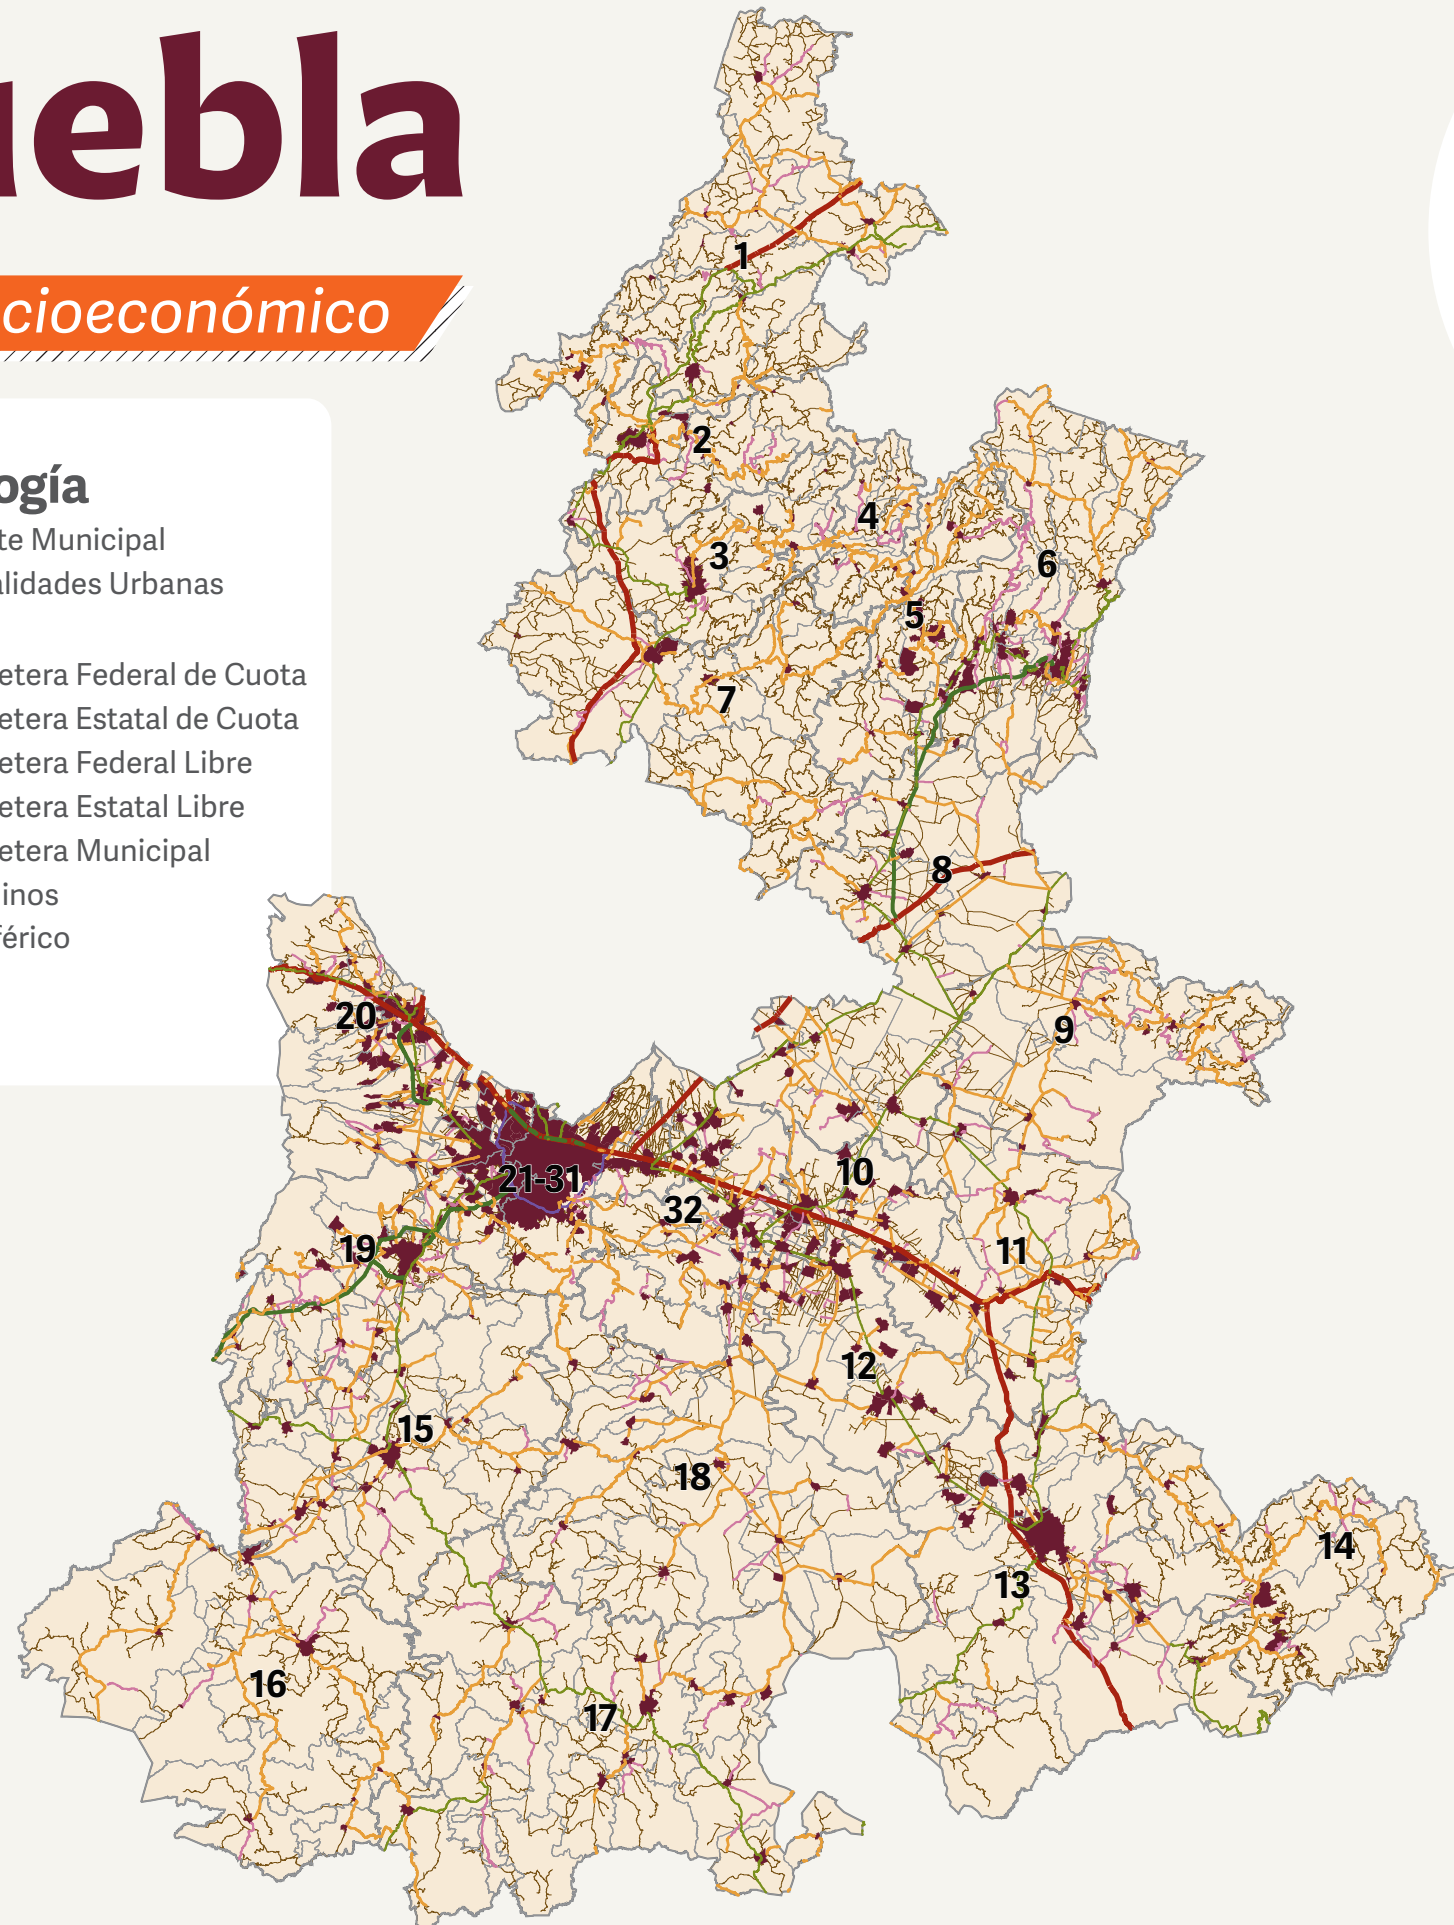 uebla
cioeconómico
ogía
te Municipal
alidades Urbanas
etera Federal de Cuota
etera Estatal de Cuota
etera Federal Libre
etera Estatal Libre
etera Municipal
inos
férico
1
2
3
4
5
6
7
8
9
10
11
12
13
14
15
16
17
18
19
20
21-31
32